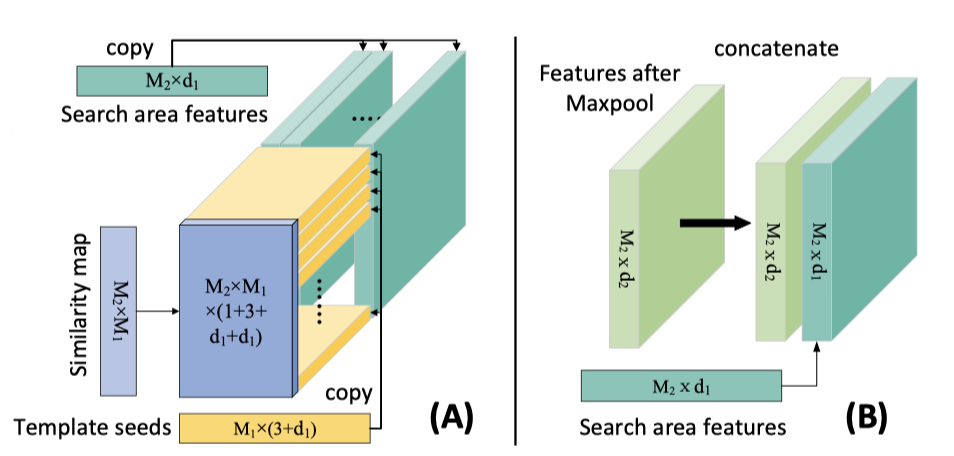 copy
M₂×d₁
Search area features
....
Similarity map
M₂×M₁
M₂×M₁
×(1+3+
d₁+d₁)
......
copy
Template seeds
M₁×(3+d₁)
(A)
concatenate
Features after
Maxpool
M₂ x d₂
M₂ x d₂
M₂ x d₁
M₂ x d₁
Search area features
(B)